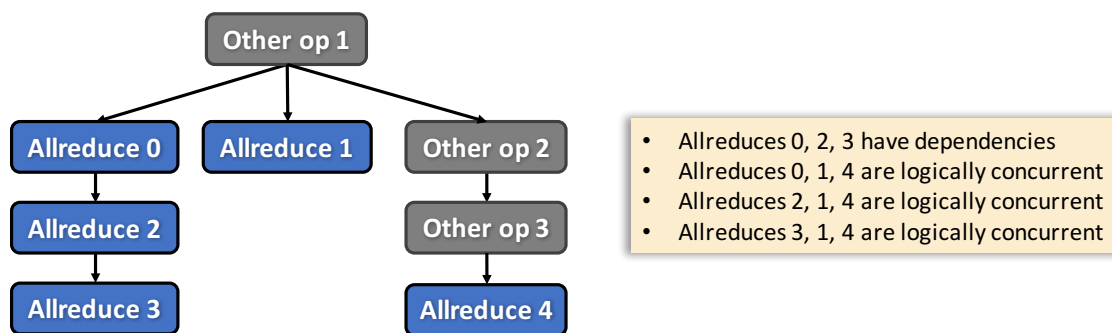 Other op 1
Allreduce 0
Allreduce 1
Other op 2
Allreduce 2
Other op 3
Allreduce 3
Allreduce 4
• Allreduces 0, 2, 3 have dependencies
• Allreduces 0, 1, 4 are logically concurrent
• Allreduces 2, 1, 4 are logically concurrent
• Allreduces 3, 1, 4 are logically concurrent